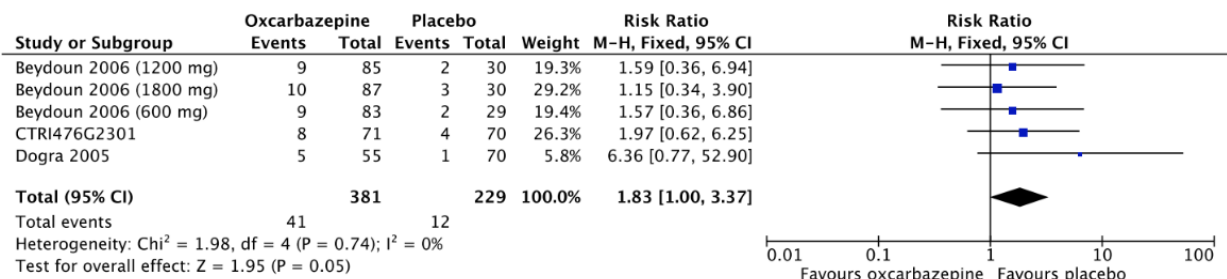 Oxcarbazepine Placebo Risk Ratio Risk Ratio
Study or Subgroup Events Total Events Total Weight M-H, Fixed, 95% CI M-H, Fixed, 95% CI
Beydoun 2006 (1200 mg) 9 85 2 30 19.3% 1.59 [0.36, 6.94]
Beydoun 2006 (1800 mg) 10 87 3 30 29.2% 1.15 [0.34, 3.90]
Beydoun 2006 (600 mg) 9 83 2 29 19.4% 1.57 [0.36, 6.86]
CTRI476G2301 8 71 4 70 26.3% 1.97 [0.62, 6.25]
Dogra 2005 5 55 1 70 5.8% 6.36 [0.77, 52.90]
Total (95% CI) 381 229 100.0% 1.83 [1.00, 3.37]
Total events 41 12
Heterogeneity: Chi² = 1.98, df = 4 (P = 0.74); I² = 0%
Test for overall effect: Z = 1.95 (P = 0.05)
0.01 0.1 1 10 100
Favours oxcarbazepine Favours placebo